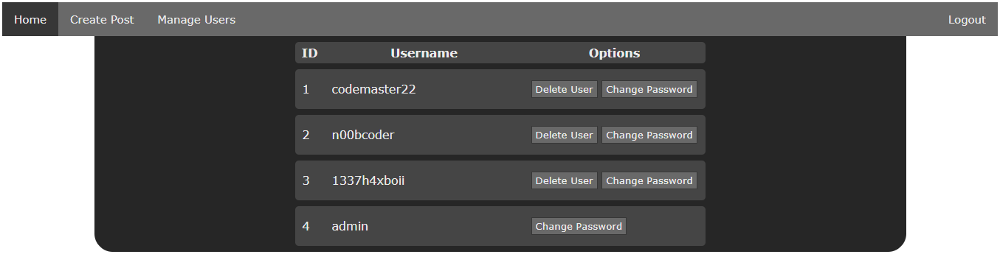 Home Create Post Manage Users Logout
ID Username Options
1 codemaster22 Delete User Change Password
2 n00bcoder Delete User Change Password
3 1337h4xboii Delete User Change Password
4 admin Change Password